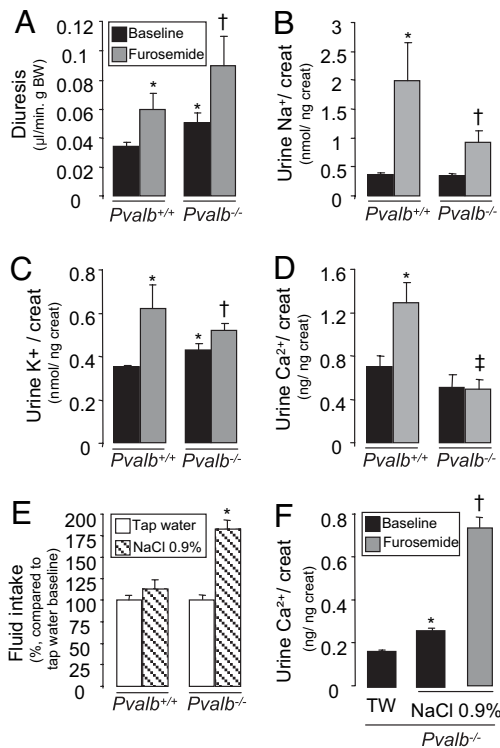 A
Diuresis
(µl/min. g BW)
0.12
0.1
0.08
0.06
0.04
0.02
0
Baseline
Furosemide
*
*
†
Pvalb+/+
Pvalb-/-
B
Urine Na+/ creat
(nmol/ ng creat)
3
2
1
0.5
0
*
†
Pvalb+/+
Pvalb-/-
C
Urine K+ / creat
(nmol/ ng creat)
0.8
0.6
0.4
0.2
0
*
*
†
Pvalb+/+
Pvalb-/-
D
Urine Ca2+/ creat
(ng/ ng creat)
1.6
1.2
0.8
0.4
0
*
‡
Pvalb+/+
Pvalb-/-
E
Fluid intake
(%, compared to
tap water baseline)
200
175
150
125
100
75
50
25
0
Tap water
NaCl 0.9%
*
Pvalb+/+
Pvalb-/-
F
Urine Ca2+/ creat
(ng/ ng creat)
0.8
0.6
0.4
0.2
0
Baseline
Furosemide
*
†
TW
NaCl 0.9%
Pvalb-/-